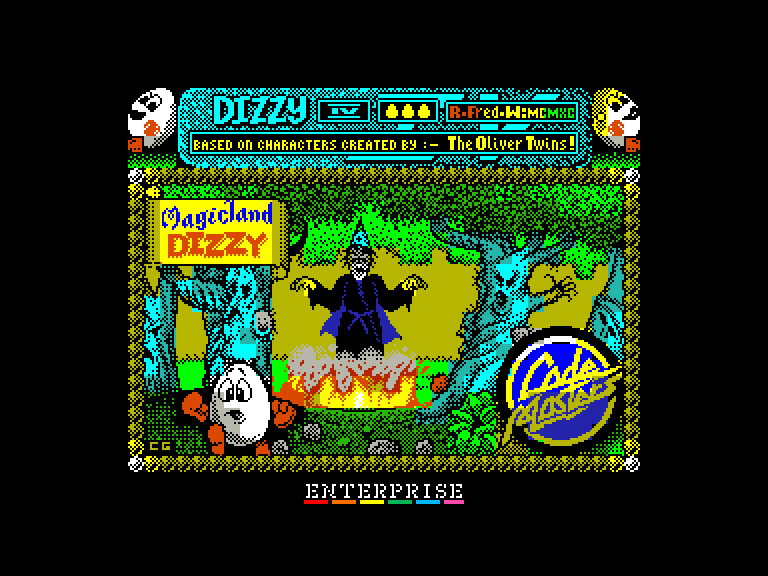 DIZZY IV R.Fred.W:MCMXC
BASED ON CHARACTERS CREATED BY :- The Oliver Twins!
Magicland
DIZZY
Code
Masters
CG
ENTERPRISE